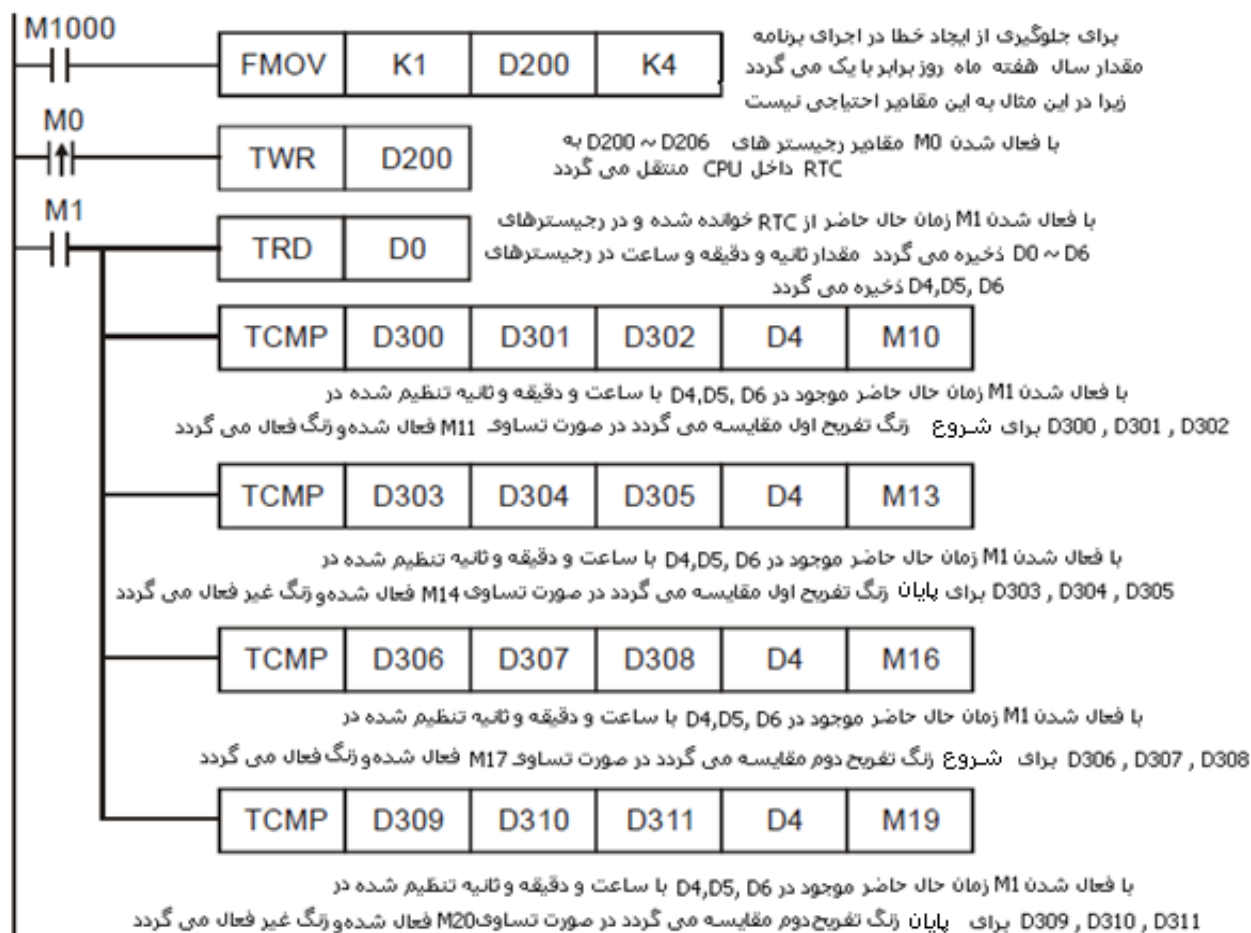 M1000
FMOV K1 D200 K4
برای جلوگیری از ایجاد خطا در اجرای برنامه
مقدار سال هفته ماه روز برابر با یک می گردد
زیرا در این مثال به این مقادیر احتیاجی نیست
M0
TWR D200
با فعال شدن M0 مقادیر رجیستر های D200 ~ D206 به
RTC داخل CPU منتقل می گردد
M1
TRD D0
با فعال شدن M1 زمان حال حاضر از RTC خوانده شده و در رجیسترهای
D0 ~ D6 ذخیره می گردد مقدار ثانیه و دقیقه و ساعت در رجیسترهای
D4,D5, D6 ذخیره می گردد
TCMP D300 D301 D302 D4 M10
با فعال شدن M1 زمان حال حاضر موجود در D4,D5, D6 با ساعت و دقیقه و ثانیه تنظیم شده در
D300 , D301 , D302 برای شروع زنگ تفریح اول مقایسه می گردد در صورت تساوی M11 فعال شده و زنگ فعال می گردد
TCMP D303 D304 D305 D4 M13
با فعال شدن M1 زمان حال حاضر موجود در D4,D5, D6 با ساعت و دقیقه و ثانیه تنظیم شده در
D303 , D304 , D305 برای پایان زنگ تفریح اول مقایسه می گردد در صورت تساوی M14 فعال شده و زنگ غیر فعال می گردد
TCMP D306 D307 D308 D4 M16
با فعال شدن M1 زمان حال حاضر موجود در D4,D5, D6 با ساعت و دقیقه و ثانیه تنظیم شده در
D306 , D307 , D308 برای شروع زنگ تفریح دوم مقایسه می گردد در صورت تساوی M17 فعال شده و زنگ فعال می گردد
TCMP D309 D310 D311 D4 M19
با فعال شدن M1 زمان حال حاضر موجود در D4,D5, D6 با ساعت و دقیقه و ثانیه تنظیم شده در
D309 , D310 , D311 برای پایان زنگ تفریح دوم مقایسه می گردد در صورت تساوی M20 فعال شده و زنگ غیر فعال می گردد